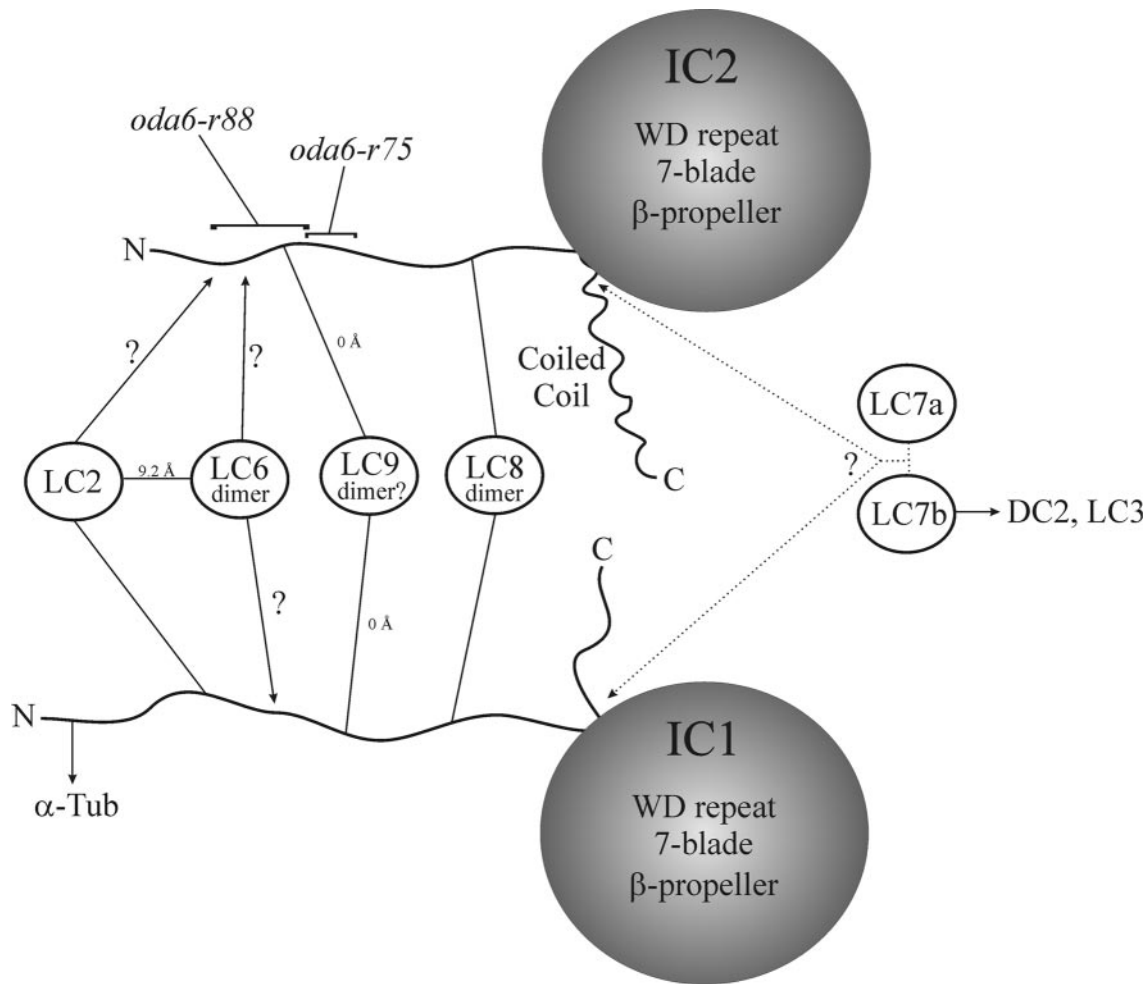 IC2
WD repeat
7-blade
β-propeller
oda6-r88
oda6-r75
N
?
?
0 Å
Coiled
Coil
C
LC7a
?
LC7b
DC2, LC3
LC2
9.2 Å
LC6
dimer
LC9
dimer?
LC8
dimer
?
0 Å
C
N
α-Tub
IC1
WD repeat
7-blade
β-propeller